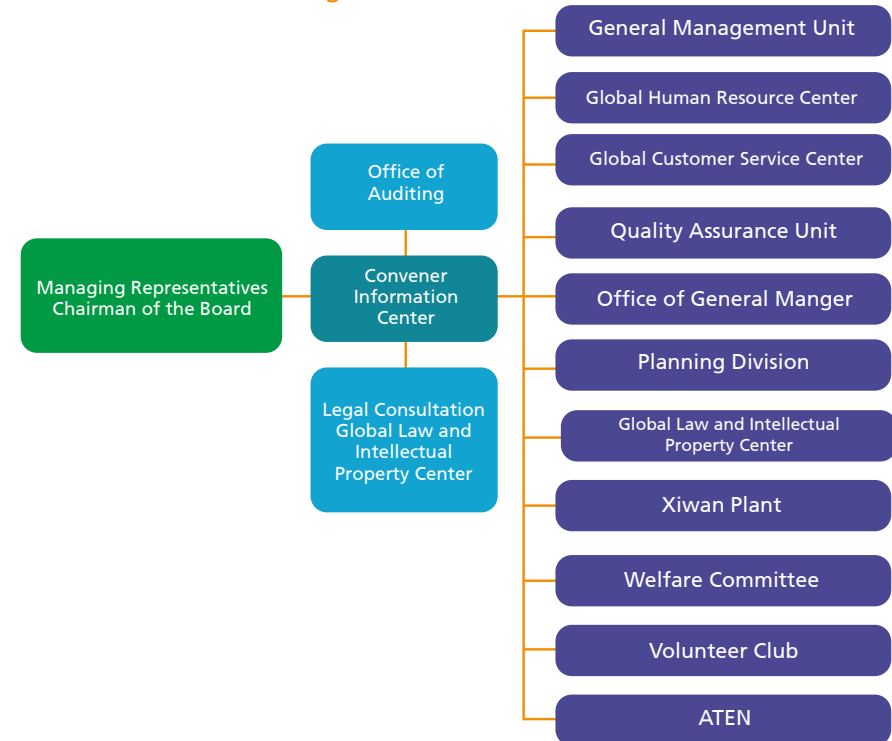 Managing Representatives
Chairman of the Board
Office of
Auditing
Convener
Information
Center
Legal Consultation
Global Law and
Intellectual
Property Center
General Management Unit
Global Human Resource Center
Global Customer Service Center
Quality Assurance Unit
Office of General Manger
Planning Division
Global Law and Intellectual
Property Center
Xiwan Plant
Welfare Committee
Volunteer Club
ATEN